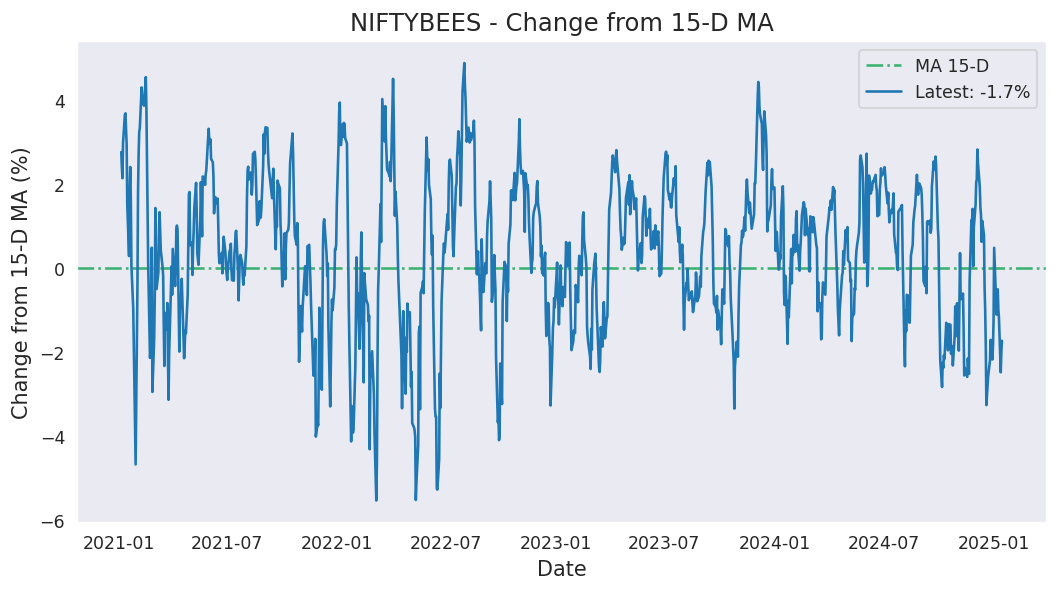 NIFTYBEES - Change from 15-D MA
MA 15-D
Latest: -1.7%
Change from 15-D MA (%)
4
2
0
−2
−4
−6
2021-01 2021-07 2022-01 2022-07 2023-01 2023-07 2024-01 2024-07 2025-01
Date